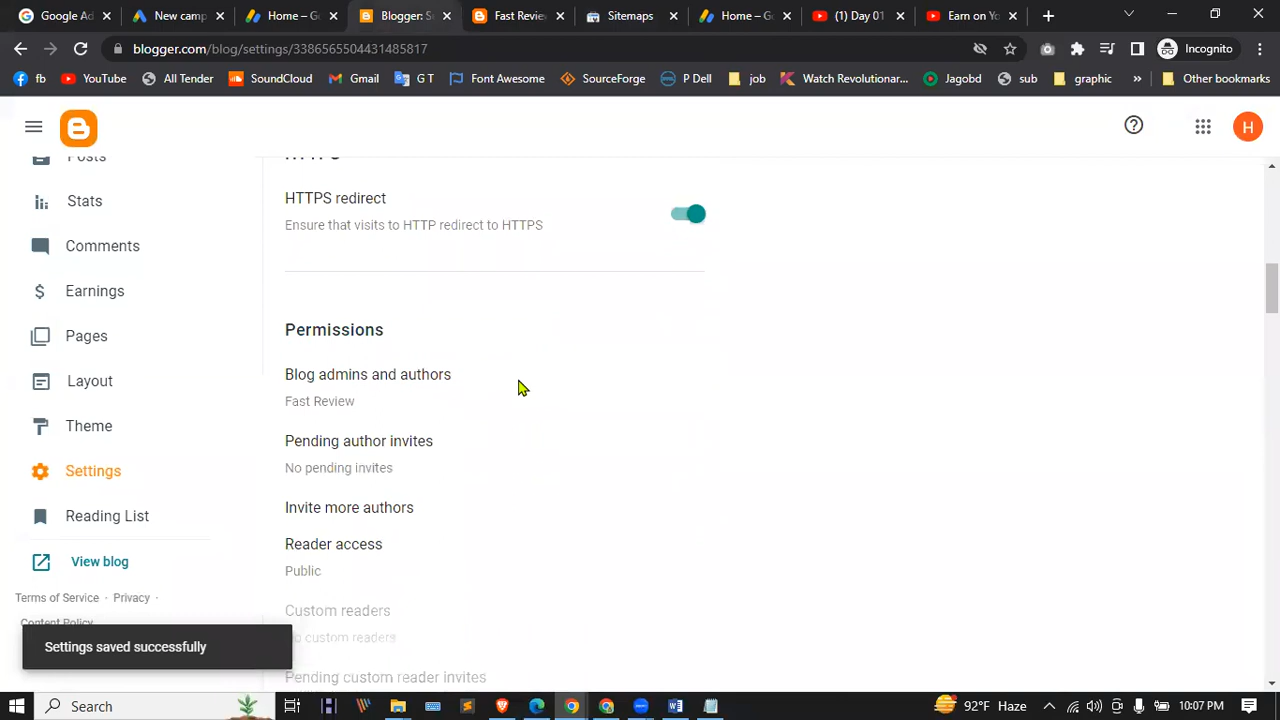 Google Ad
New camp
Home – Go
Blogger: S
Fast Revie
Sitemaps
Home – Go
(1) Day 01
Earn on Yo
blogger.com/blog/settings/3386565504431485817
Incognito
fb
YouTube
All Tender
SoundCloud
Gmail
G T
Font Awesome
SourceForge
P Dell
job
Watch Revolutionar...
Jagobd
sub
graphic
»
Other bookmarks
H
Posts
Stats
Comments
Earnings
Pages
Layout
Theme
Settings
Reading List
View blog
Terms of Service · Privacy ·
Content Policy
Settings saved successfully
HTTPS
HTTPS redirect
Ensure that visits to HTTP redirect to HTTPS
Permissions
Blog admins and authors
Fast Review
Pending author invites
No pending invites
Invite more authors
Reader access
Public
Custom readers
custom readers
Pending custom reader invites
Search
92°F Haze
10:07 PM